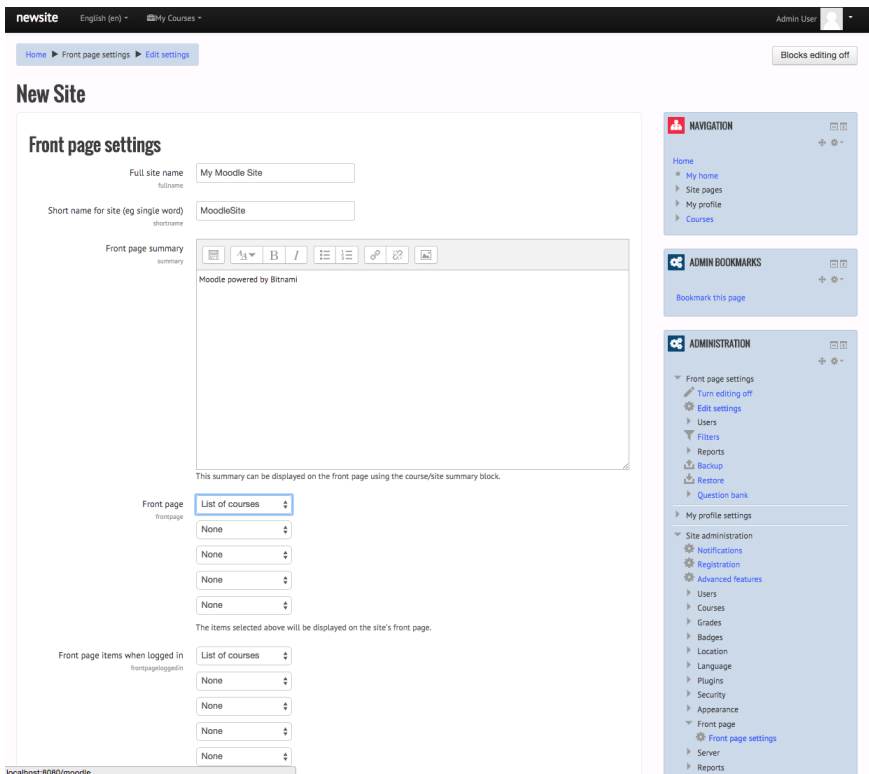 newsite English (en) My Courses Admin User
Home Front page settings Edit settings Blocks editing off
New Site
Front page settings
Full site name My Moodle Site
fullname
Short name for site (eg single word) MoodleSite
shortname
Front page summary
summary
Moodle powered by Bitnami
This summary can be displayed on the front page using the course/site summary block.
Front page List of courses
frontpage
None
None
None
None
The items selected above will be displayed on the site's front page.
Front page items when logged in List of courses
frontpageloggedin
None
None
None
None
localhost:8080/moodle
NAVIGATION
Home
My home
Site pages
My profile
Courses
ADMIN BOOKMARKS
Bookmark this page
ADMINISTRATION
Front page settings
Turn editing off
Edit settings
Users
Filters
Reports
Backup
Restore
Question bank
My profile settings
Site administration
Notifications
Registration
Advanced features
Users
Courses
Grades
Badges
Location
Language
Plugins
Security
Appearance
Front page
Front page settings
Server
Reports